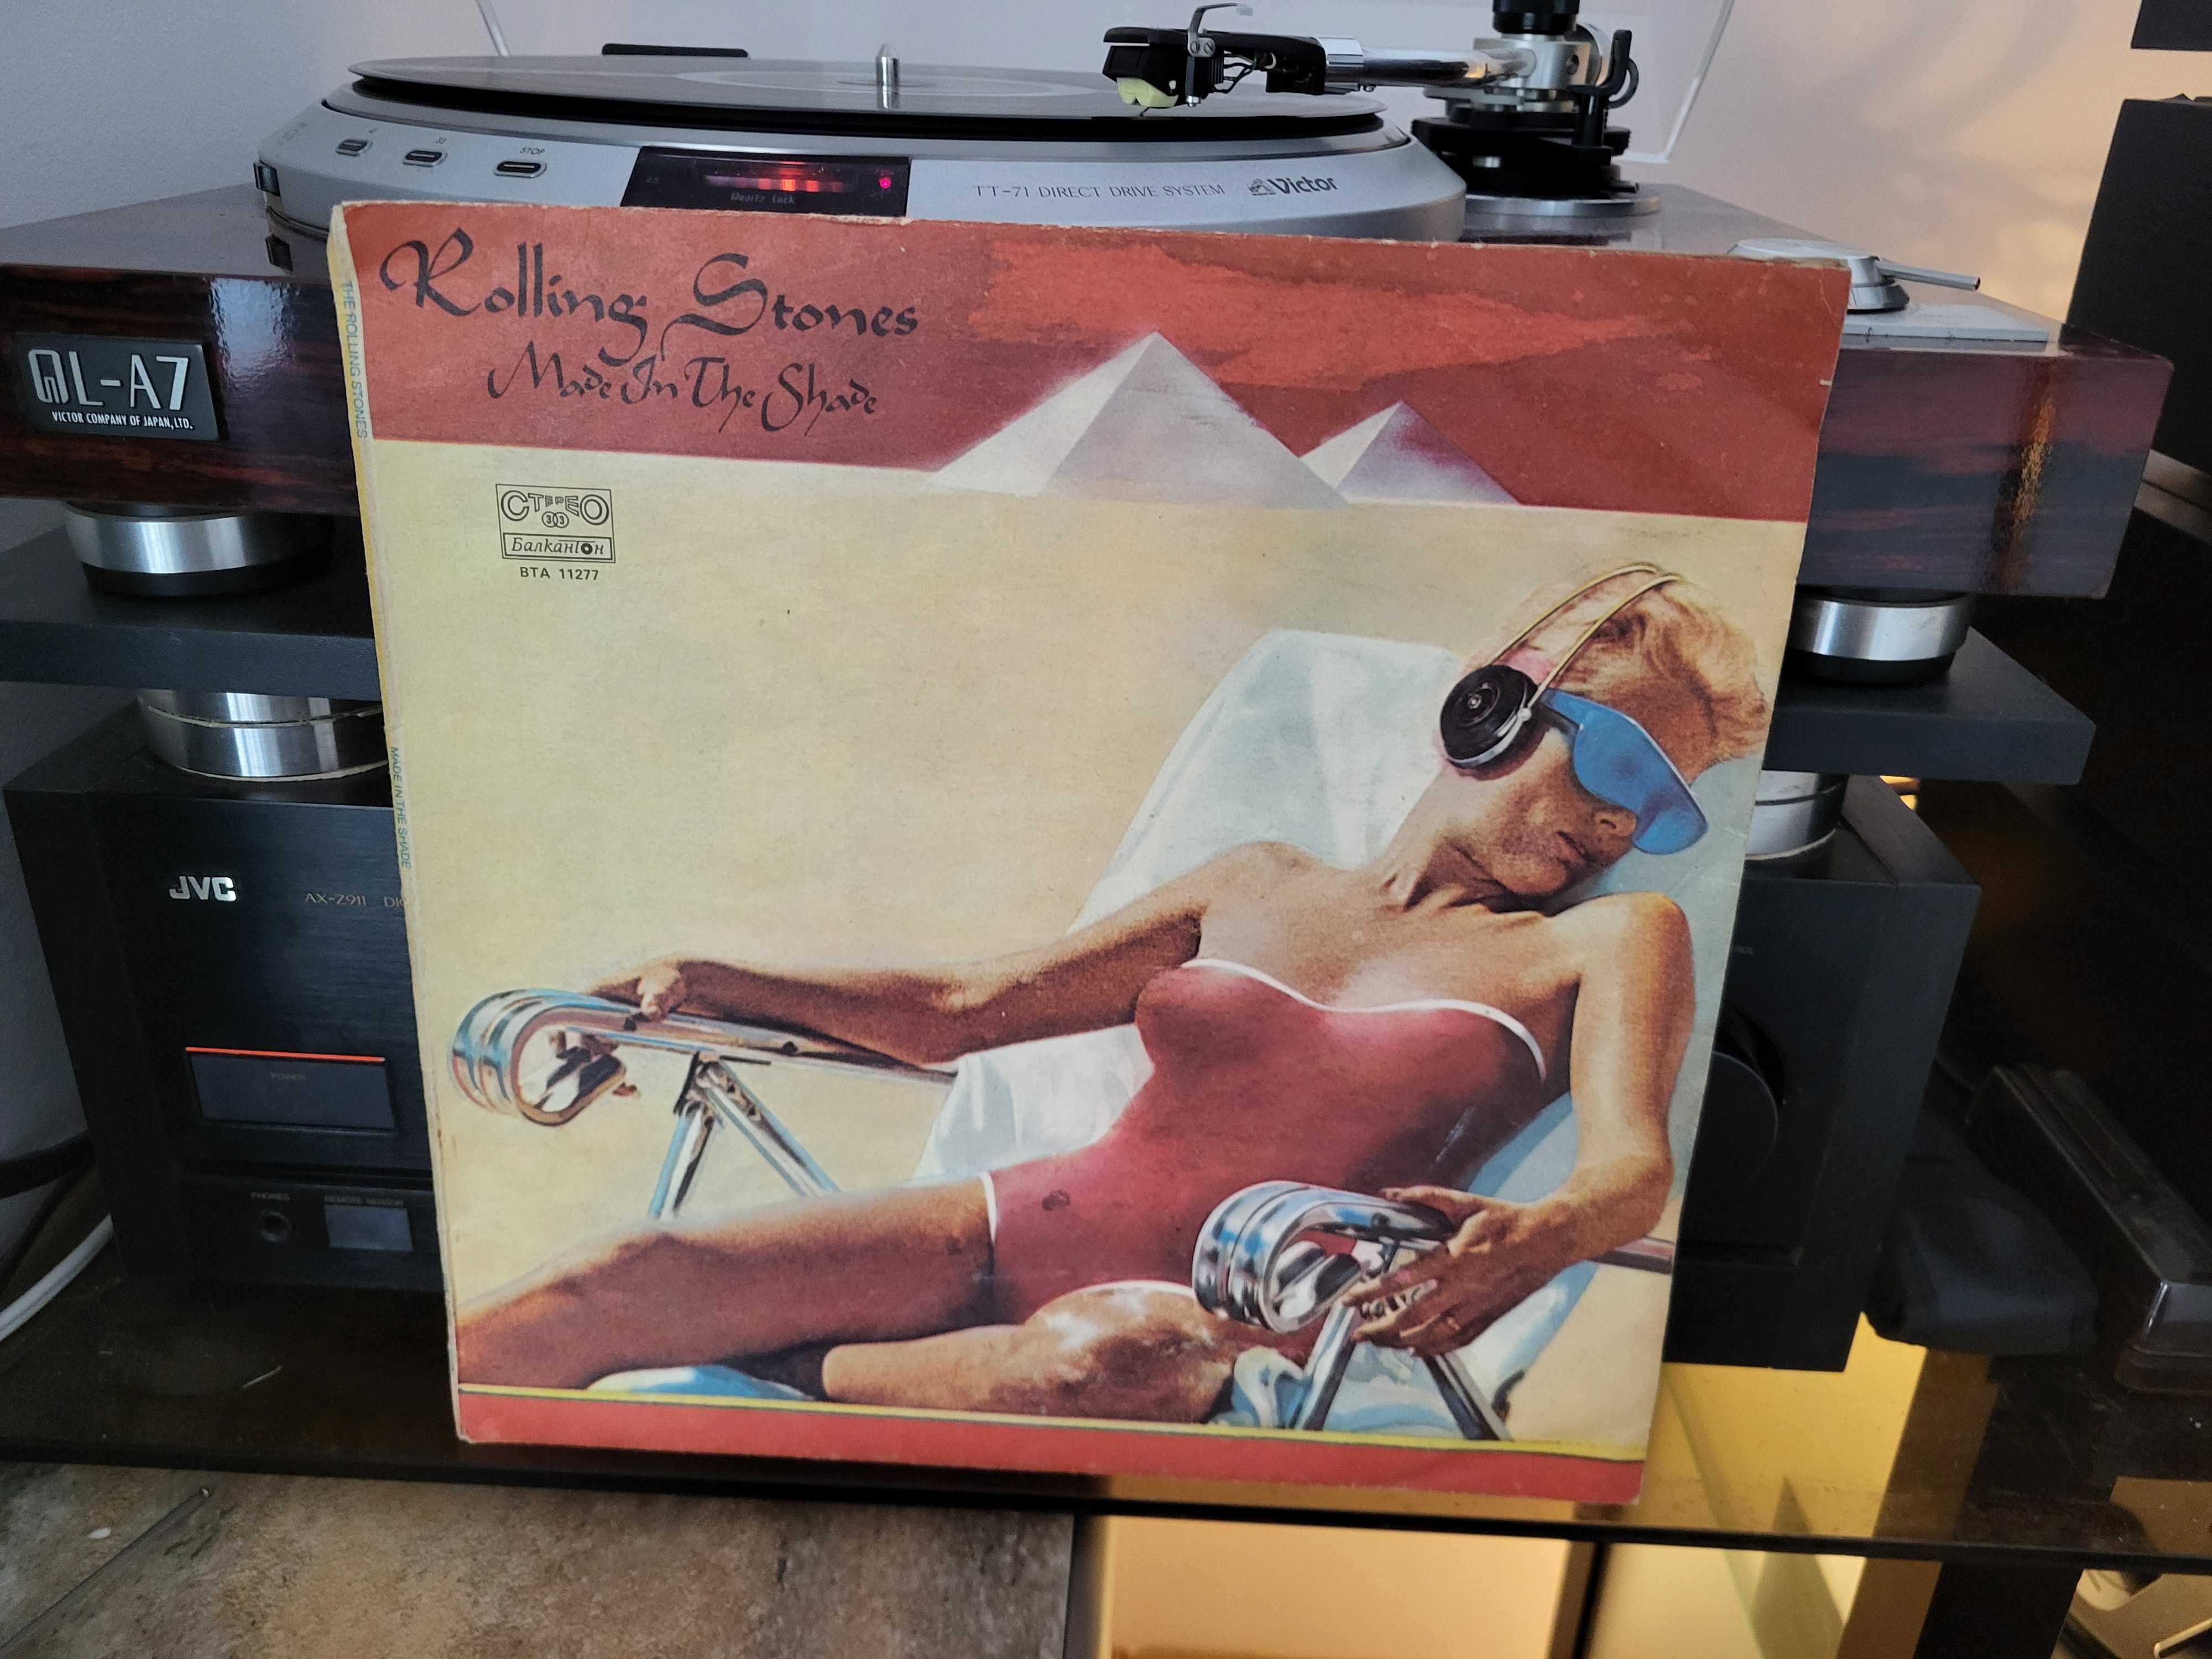 STOP
33
45
Quartz Lock
TT-71 DIRECT DRIVE SYSTEM
Victor
QL-A7
VICTOR COMPANY OF JAPAN, LTD.
Rolling Stones
Made In The Shade
СТЕРЕО
33
Балкантон
ВТА 11277
THE ROLLING STONES
MADE IN THE SHADE
JVC
AX-Z911
POWER
PHONES
REMOTE SENSOR